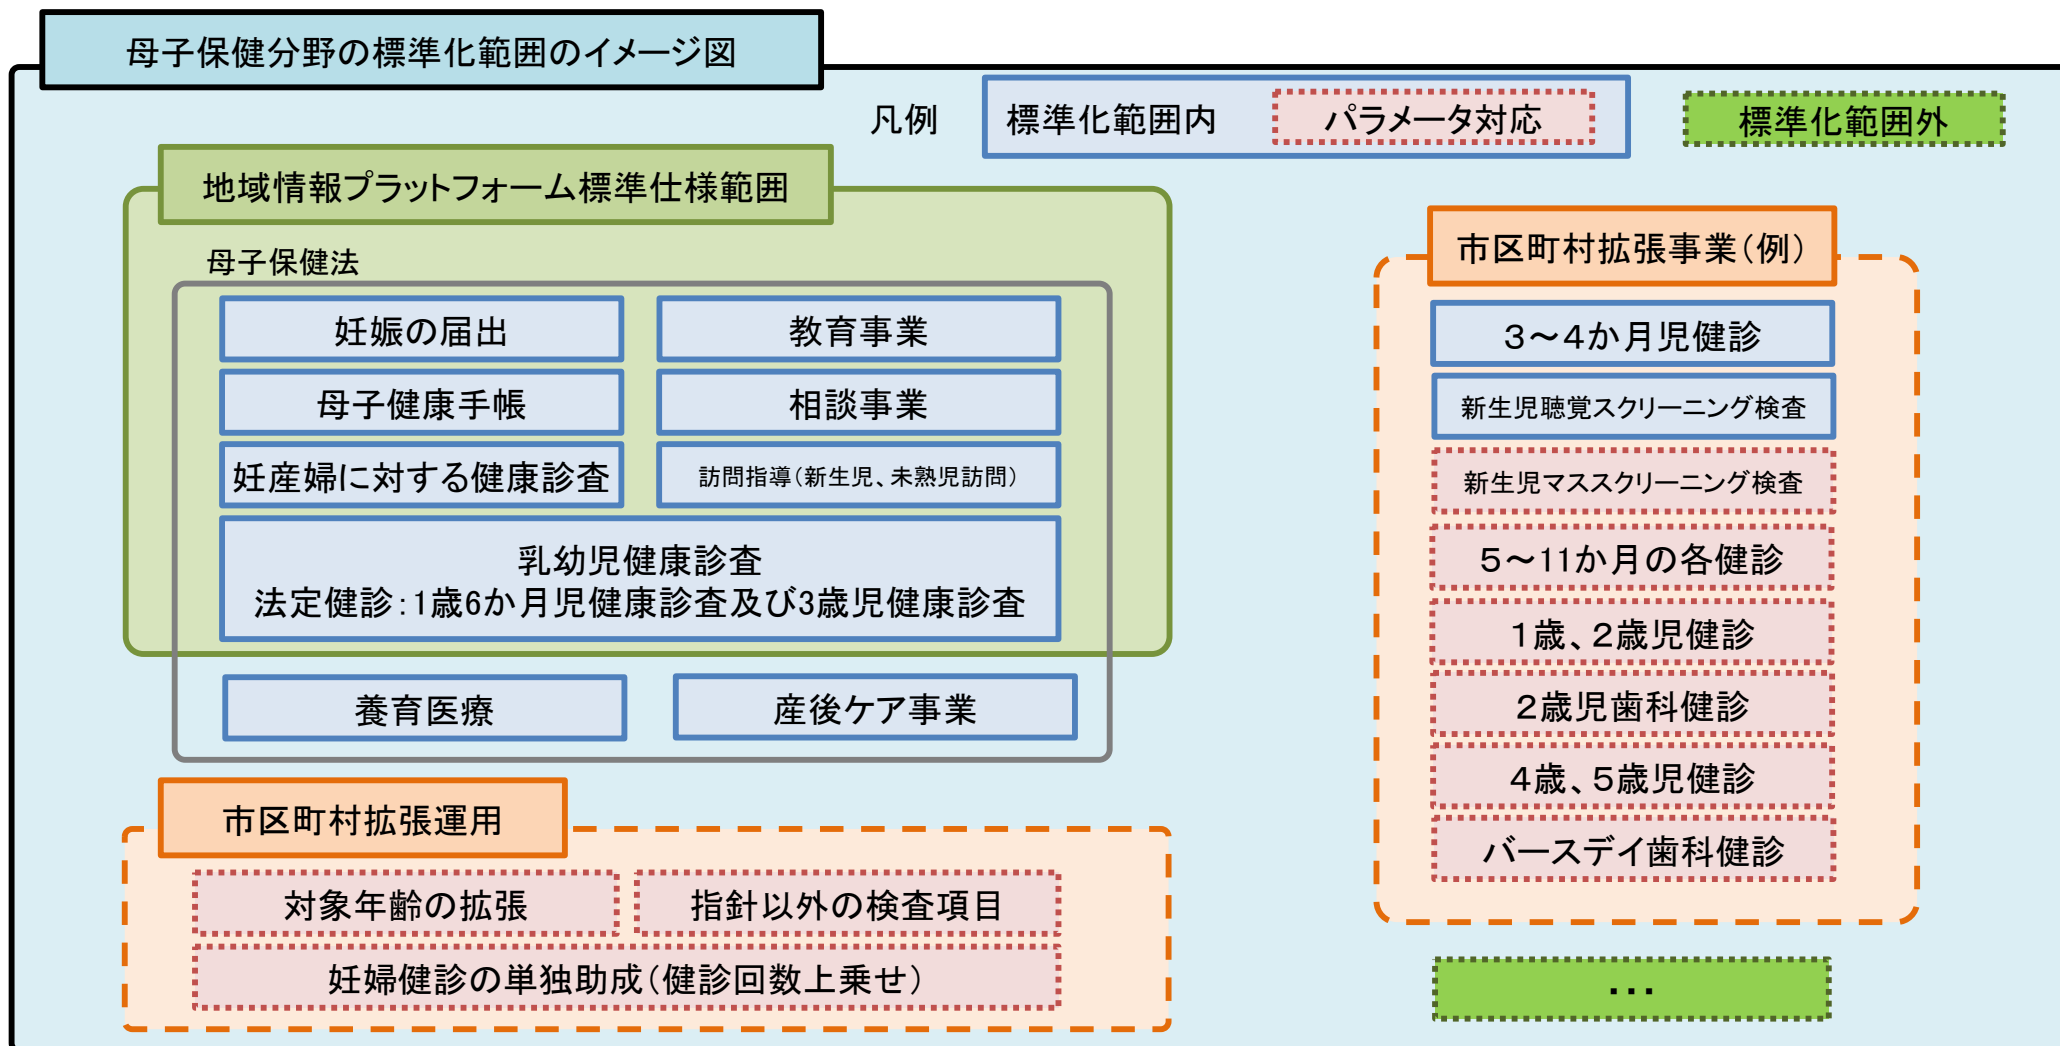 母子保健分野の標準化範囲のイメージ図
凡例
標準化範囲内
パラメータ対応
標準化範囲外
地域情報プラットフォーム標準仕様範囲
母子保健法
妊娠の届出
教育事業
母子健康手帳
相談事業
妊産婦に対する健康診査
訪問指導（新生児、未熟児訪問）
乳幼児健康診査
法定健診：1歳6か月児健康診査及び3歳児健康診査
養育医療
産後ケア事業
市区町村拡張運用
対象年齢の拡張
指針以外の検査項目
妊婦健診の単独助成（健診回数上乗せ）
市区町村拡張事業（例）
３～４か月児健診
新生児聴覚スクリーニング検査
新生児マススクリーニング検査
５～11か月の各健診
１歳、２歳児健診
２歳児歯科健診
４歳、５歳児健診
バースデイ歯科健診
・・・